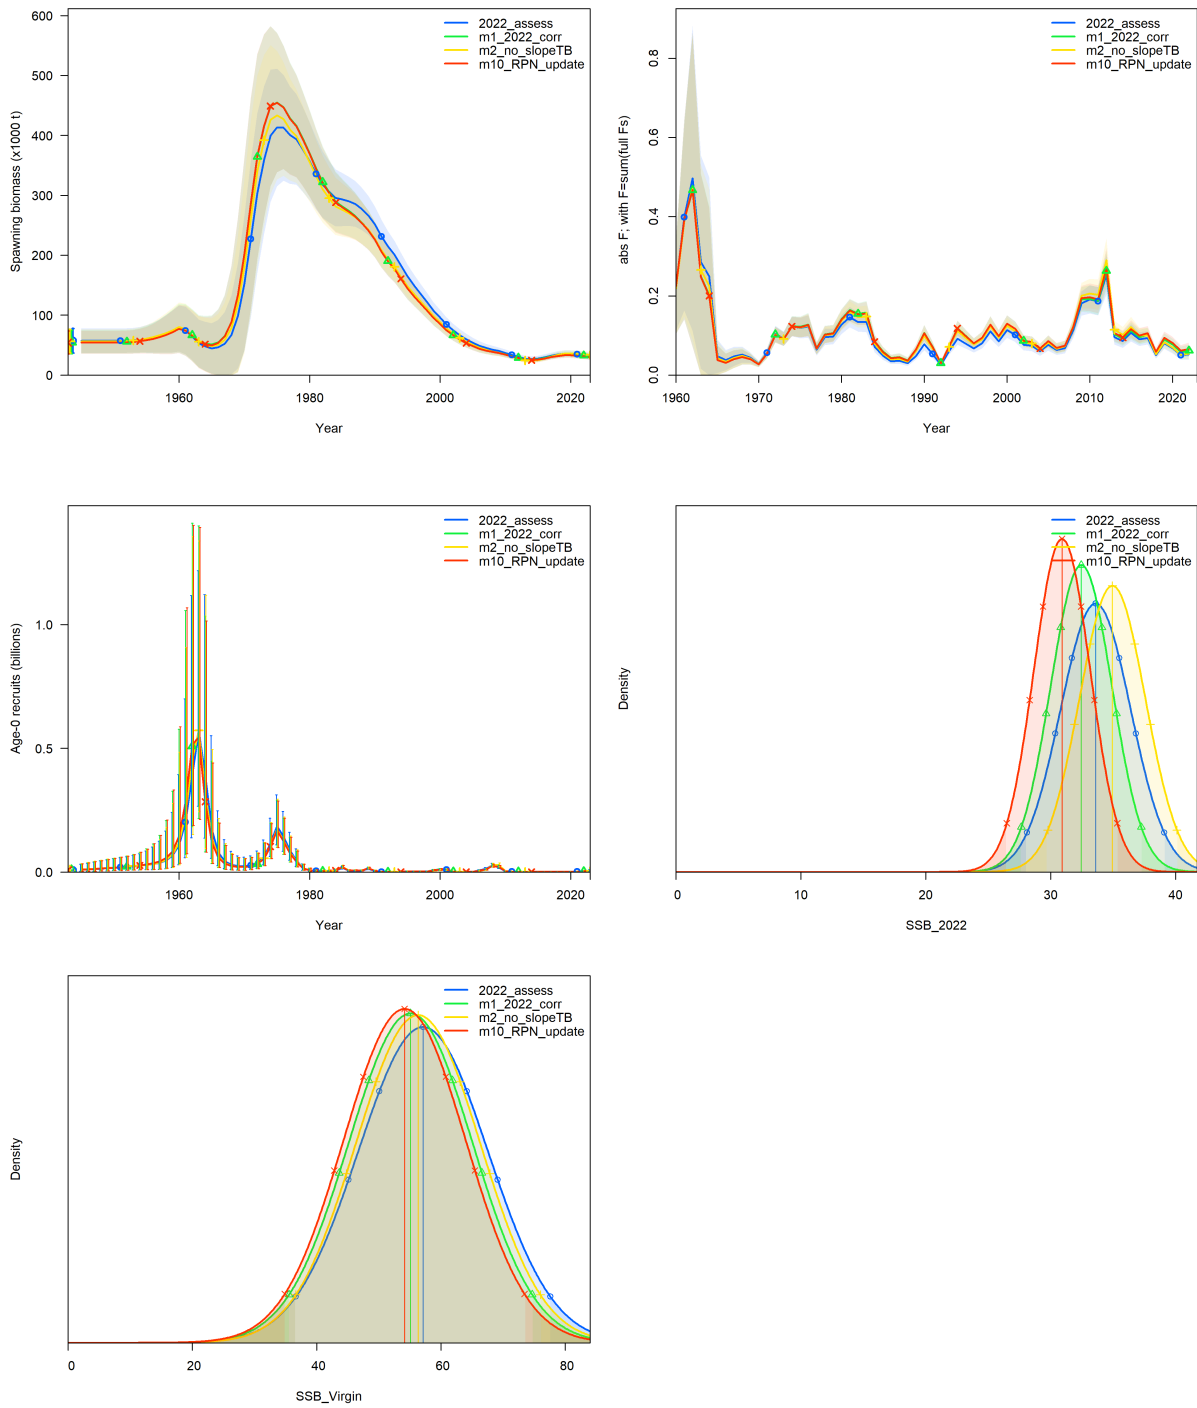 2022_assess
m1_2022_corr
m2_no_slopeTB
m10_RPN_update
Spawning biomass (x1000 t)
0
100
200
300
400
500
600
1960
1980
2000
2020
Year
2022_assess
m1_2022_corr
m2_no_slopeTB
m10_RPN_update
abs F; with F=sum(full Fs)
0.0
0.2
0.4
0.6
0.8
1960
1970
1980
1990
2000
2010
2020
Year
2022_assess
m1_2022_corr
m2_no_slopeTB
m10_RPN_update
Age-0 recruits (billions)
0.0
0.5
1.0
1960
1980
2000
2020
Year
2022_assess
m1_2022_corr
m2_no_slopeTB
m10_RPN_update
Density
0
10
20
30
40
SSB_2022
2022_assess
m1_2022_corr
m2_no_slopeTB
m10_RPN_update
Density
0
20
40
60
80
SSB_Virgin